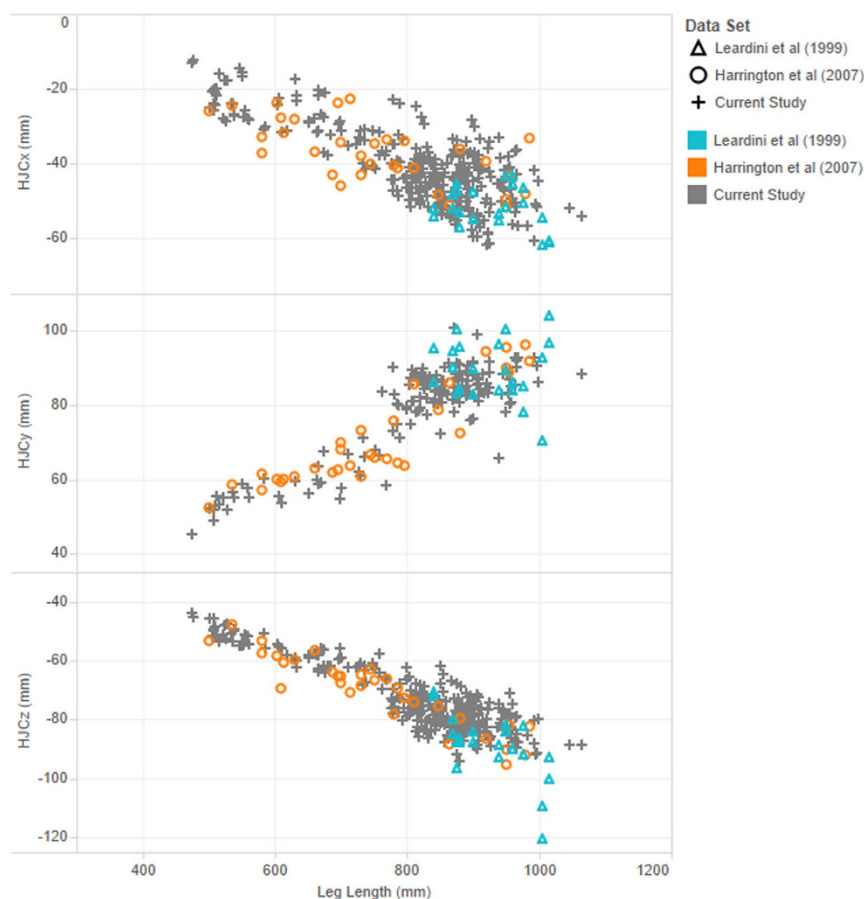 0
-20
-40
-60
HJCx (mm)
100
80
60
40
HJCy (mm)
-40
-60
-80
-100
-120
HJCz (mm)
400 600 800 1000 1200
Leg Length (mm)
Data Set
Leardini et al (1999)
Harrington et al (2007)
Current Study
Leardini et al (1999)
Harrington et al (2007)
Current Study